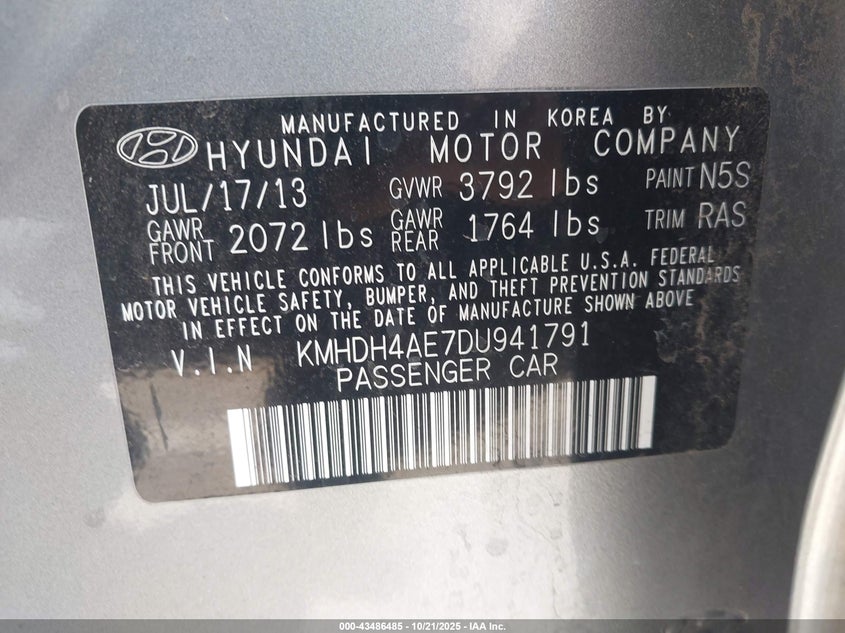 MANUFACTURED IN KOREA BY
HYUNDAI MOTOR COMPANY
JUL/17/13 GVWR 3792 lbs PAINT N5S
GAWR FRONT 2072 lbs GAWR REAR 1764 lbs TRIM RAS
THIS VEHICLE CONFORMS TO ALL APPLICABLE U.S.A. FEDERAL
MOTOR VEHICLE SAFETY, BUMPER, AND THEFT PREVENTION STANDARDS
IN EFFECT ON THE DATE OF MANUFACTURE SHOWN ABOVE
V.I.N KMHDH4AE7DU941791
PASSENGER CAR
000-43486485 - 10/21/2025 - IAA Inc.